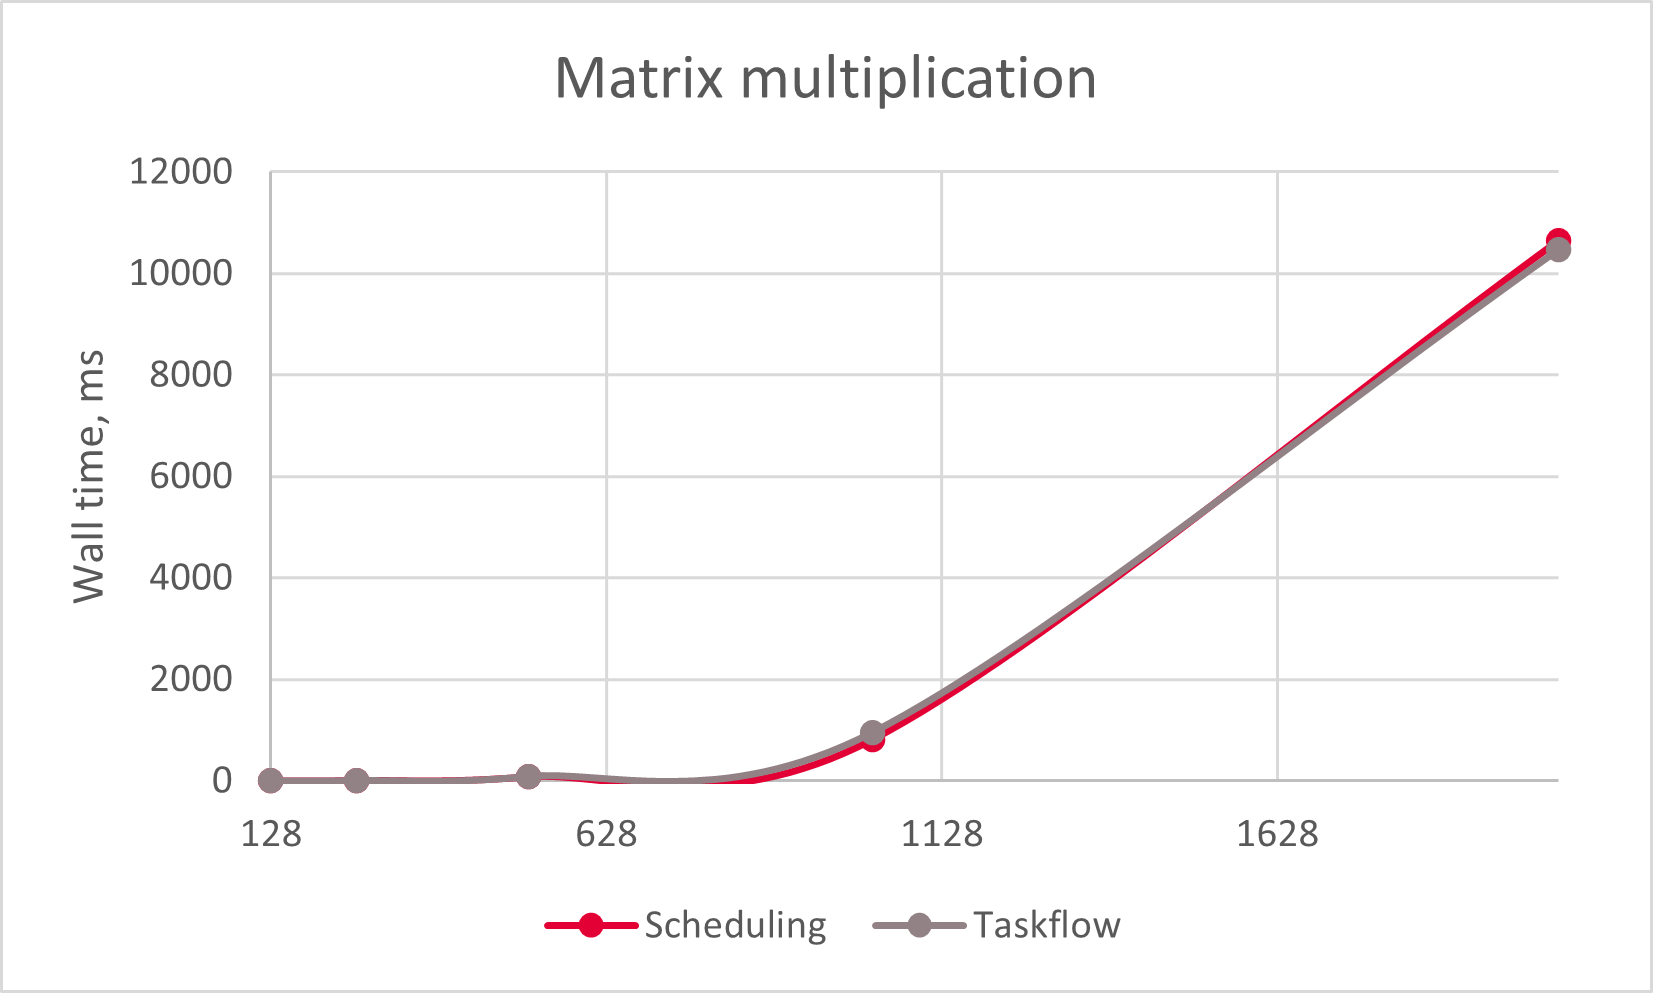 Matrix multiplication
12000
10000
8000
6000
4000
2000
0
Wall time, ms
128 628 1128 1628
Scheduling Taskflow